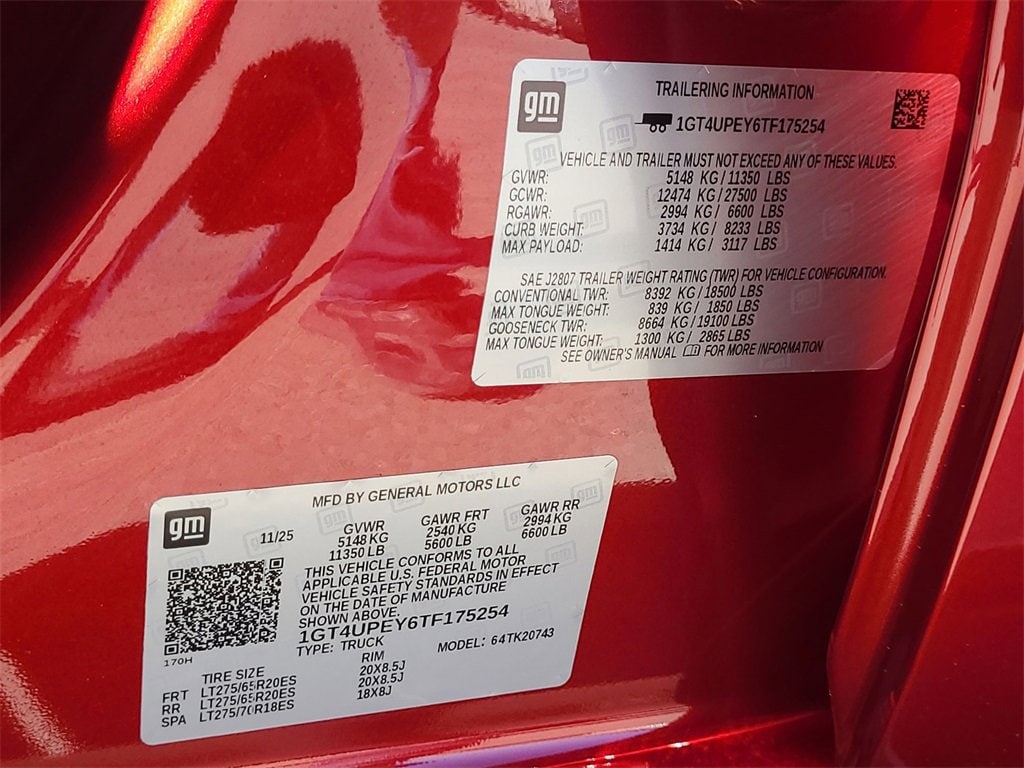 gm
TRAILERING INFORMATION
1GT4UPEY6TF175254
VEHICLE AND TRAILER MUST NOT EXCEED ANY OF THESE VALUES.
GVWR: 5148 KG / 11350 LBS
GCWR: 12474 KG / 27500 LBS
RGAWR: 2994 KG / 6600 LBS
CURB WEIGHT: 3734 KG / 8233 LBS
MAX PAYLOAD: 1414 KG / 3117 LBS
SAE J2807 TRAILER WEIGHT RATING (TWR) FOR VEHICLE CONFIGURATION.
CONVENTIONAL TWR: 8392 KG / 18500 LBS
MAX TONGUE WEIGHT: 839 KG / 1850 LBS
GOOSENECK TWR: 8664 KG / 19100 LBS
MAX TONGUE WEIGHT: 1300 KG / 2865 LBS
SEE OWNER'S MANUAL FOR MORE INFORMATION
MFD BY GENERAL MOTORS LLC
gm
11/25
GVWR GAWR FRT GAWR RR
5148 KG 2540 KG 2994 KG
11350 LB 5600 LB 6600 LB
THIS VEHICLE CONFORMS TO ALL
APPLICABLE U.S. FEDERAL MOTOR
VEHICLE SAFETY STANDARDS IN EFFECT
ON THE DATE OF MANUFACTURE
SHOWN ABOVE.
1GT4UPEY6TF175254
TYPE: TRUCK MODEL: 64TK20743
170H
TIRE SIZE RIM
FRT LT275/65R20ES 20X8.5J
RR LT275/65R20ES 20X8.5J
SPA LT275/70R18ES 18X8J